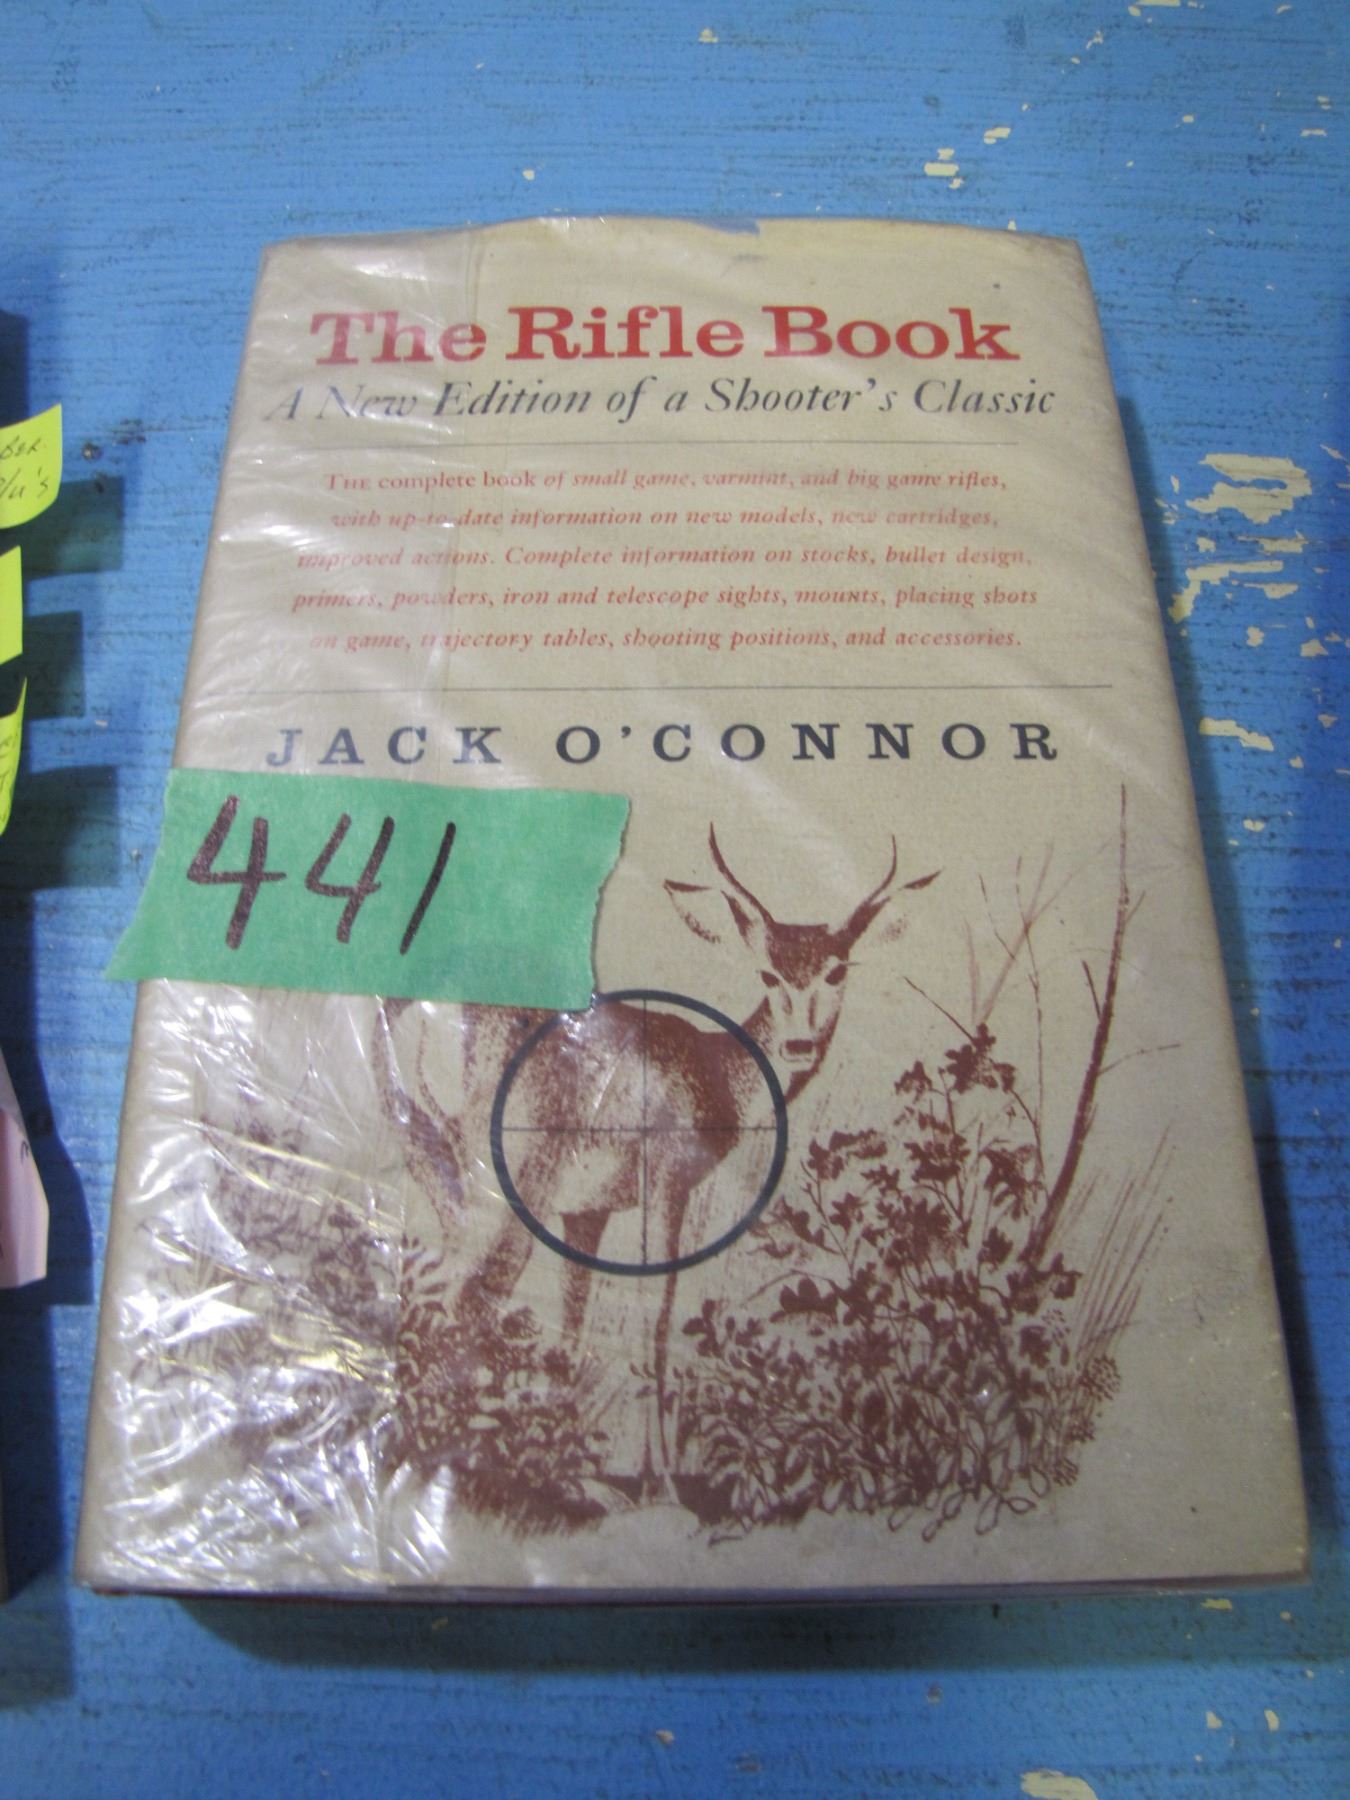 The Rifle Book
A New Edition of a Shooter's Classic
THE complete book of small game, varmint, and big game rifles,
with up-to-date information on new models, new cartridges,
improved actions. Complete information on stocks, bullet design,
primers, powders, iron and telescope sights, mounts, placing shots
on game, trajectory tables, shooting positions, and accessories.
JACK O'CONNOR
441